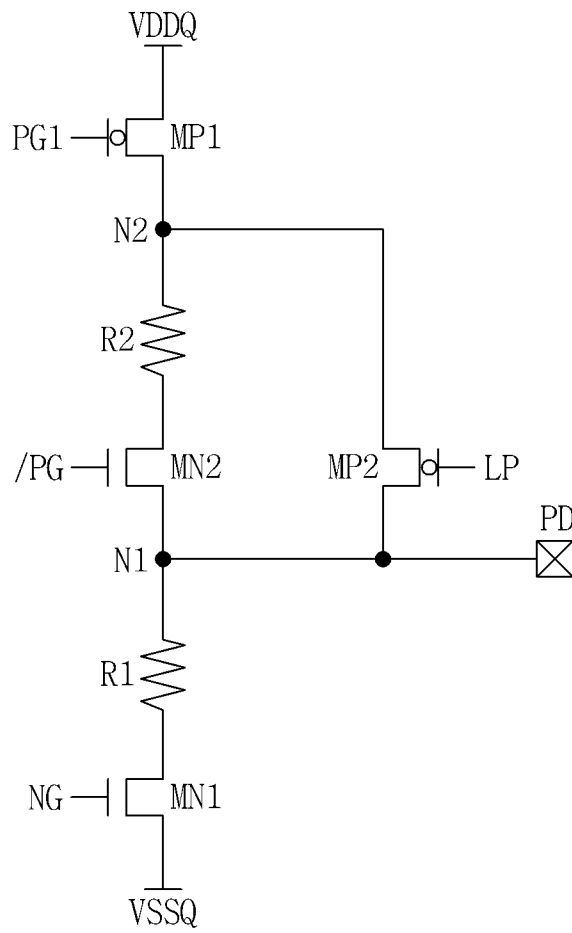 VDDQ
PG1
MP1
N2
R2
/PG
MN2
MP2
LP
PD
N1
R1
NG
MN1
VSSQ